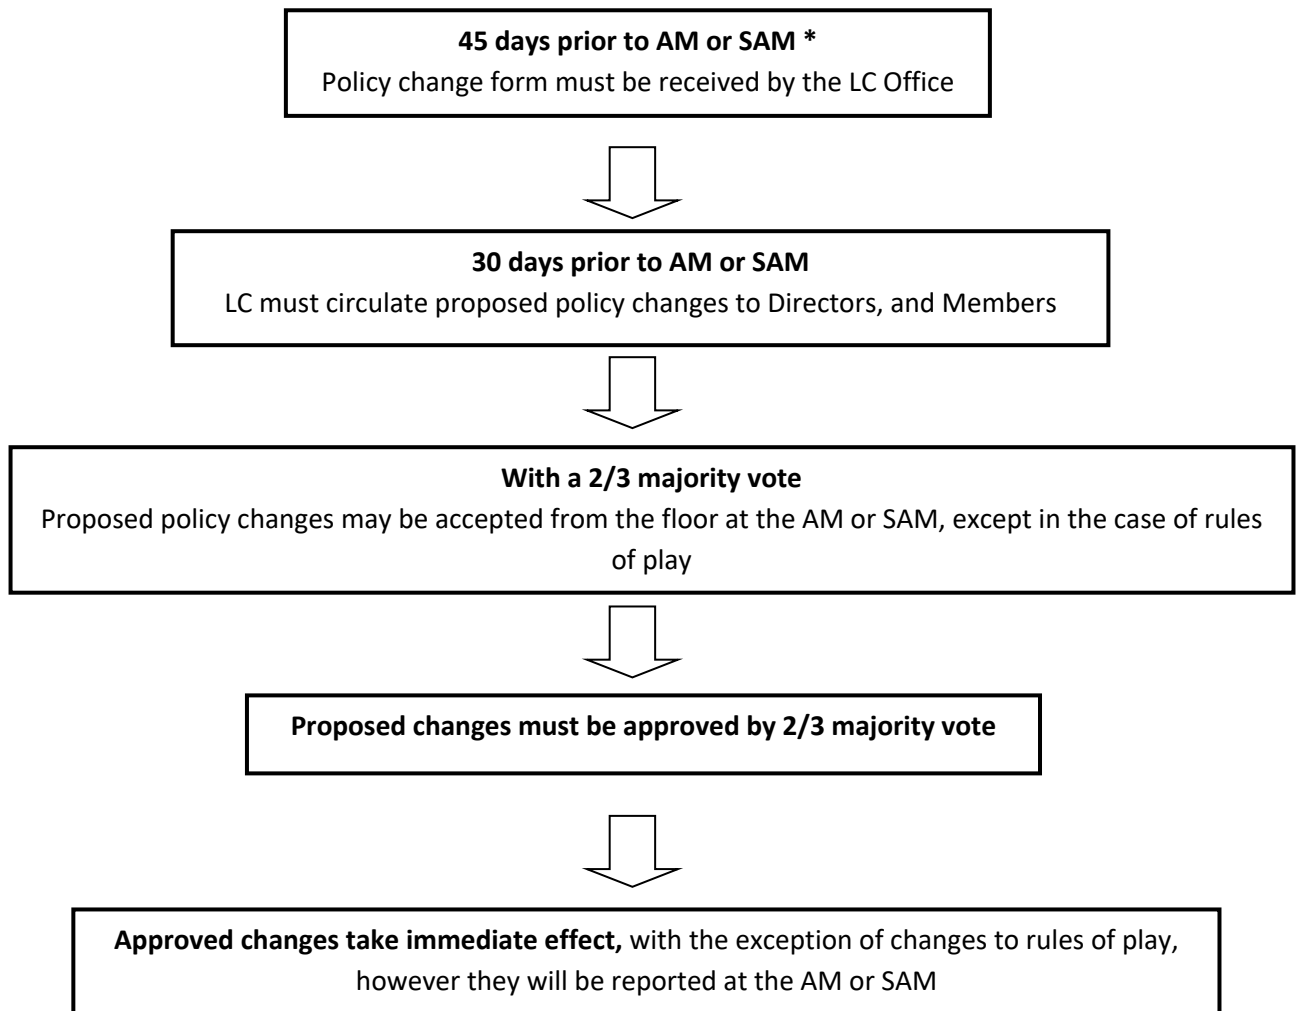 45 days prior to AM or SAM *
Policy change form must be received by the LC Office
30 days prior to AM or SAM
LC must circulate proposed policy changes to Directors, and Members
With a 2/3 majority vote
Proposed policy changes may be accepted from the floor at the AM or SAM, except in the case of rules
of play
Proposed changes must be approved by 2/3 majority vote
Approved changes take immediate effect, with the exception of changes to rules of play,
however they will be reported at the AM or SAM